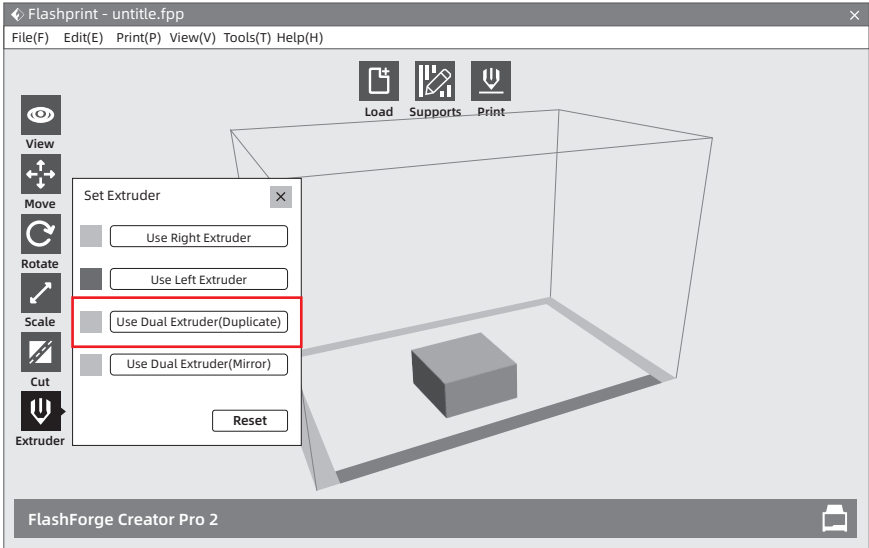 Flashprint - untitle.fpp
File(F) Edit(E) Print(P) View(V) Tools(T) Help(H)
Load Supports Print
View
Move
Rotate
Scale
Cut
Extruder
Set Extruder
Use Right Extruder
Use Left Extruder
Use Dual Extruder(Duplicate)
Use Dual Extruder(Mirror)
Reset
FlashForge Creator Pro 2